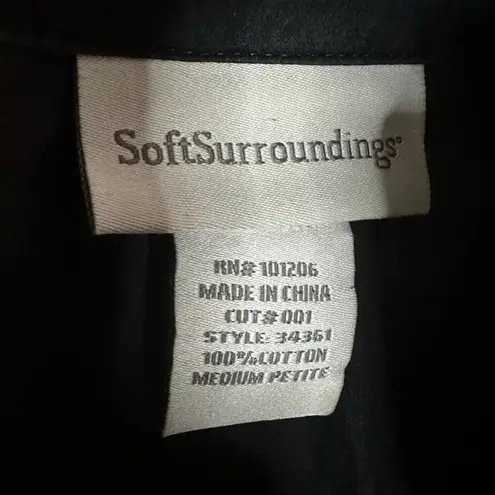 SoftSurroundings®
RN# 101206
MADE IN CHINA
CUT# 001
STYLE: 34361
100% COTTON
MEDIUM PETITE